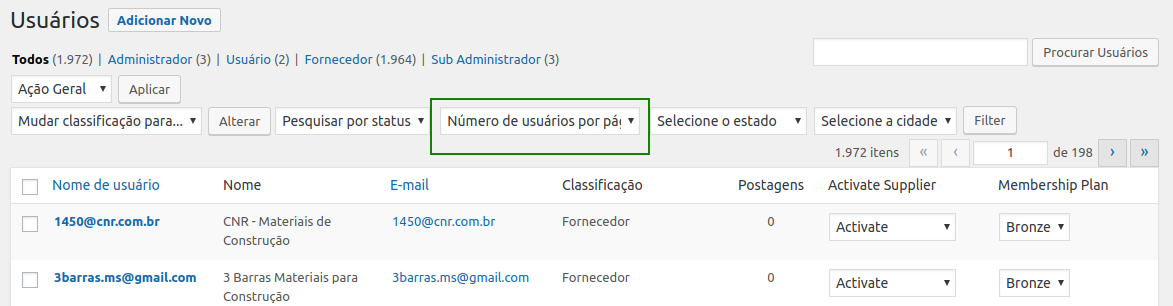 Usuários Adicionar Novo
Todos (1.972) | Administrador (3) | Usuário (2) | Fornecedor (1.964) | Sub Administrador (3)
Procurar Usuários
Ação Geral Aplicar
Mudar classificação para... Alterar Pesquisar por status Número de usuários por pág Selecione o estado Selecione a cidade Filter
1.972 itens « ‹ 1 de 198 › »
Nome de usuário Nome E-mail Classificação Postagens Activate Supplier Membership Plan
1450@cnr.com.br CNR - Materiais de 1450@cnr.com.br Fornecedor 0 Activate Bronze
Construção
3barras.ms@gmail.com 3 Barras Materiais para 3barras.ms@gmail.com Fornecedor 0 Activate Bronze
Construção